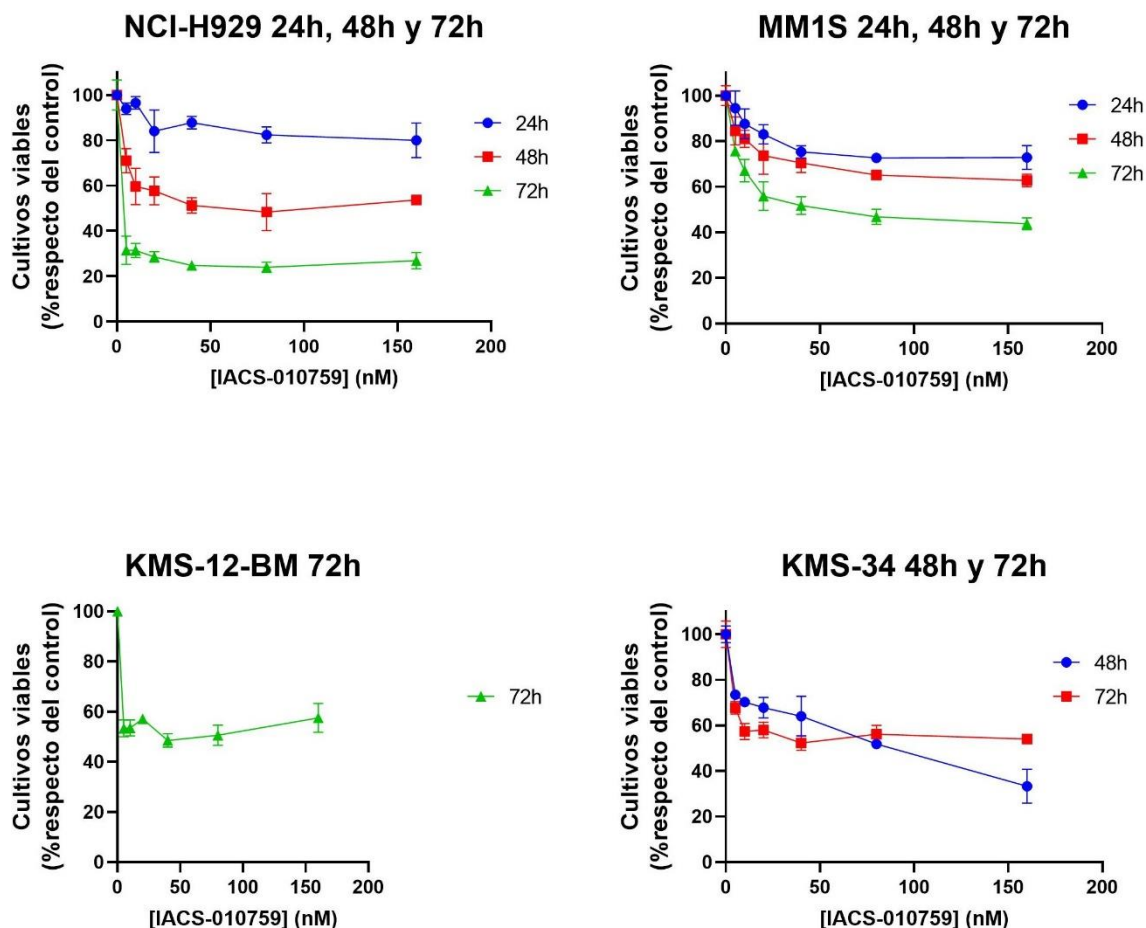 NCI-H929 24h, 48h y 72h
Cultivos viables
(%respecto del control)
100
80
60
40
20
0
0 50 100 150 200
[IACS-010759] (nM)
24h
48h
72h
MM1S 24h, 48h y 72h
Cultivos viables
(%respecto del control)
100
80
60
40
20
0
0 50 100 150 200
[IACS-010759] (nM)
24h
48h
72h
KMS-12-BM 72h
Cultivos viables
(%respecto del control)
100
80
60
40
20
0
0 50 100 150 200
[IACS-010759] (nM)
72h
KMS-34 48h y 72h
Cultivos viables
(%respecto del control)
100
80
60
40
20
0
0 50 100 150 200
[IACS-010759] (nM)
48h
72h